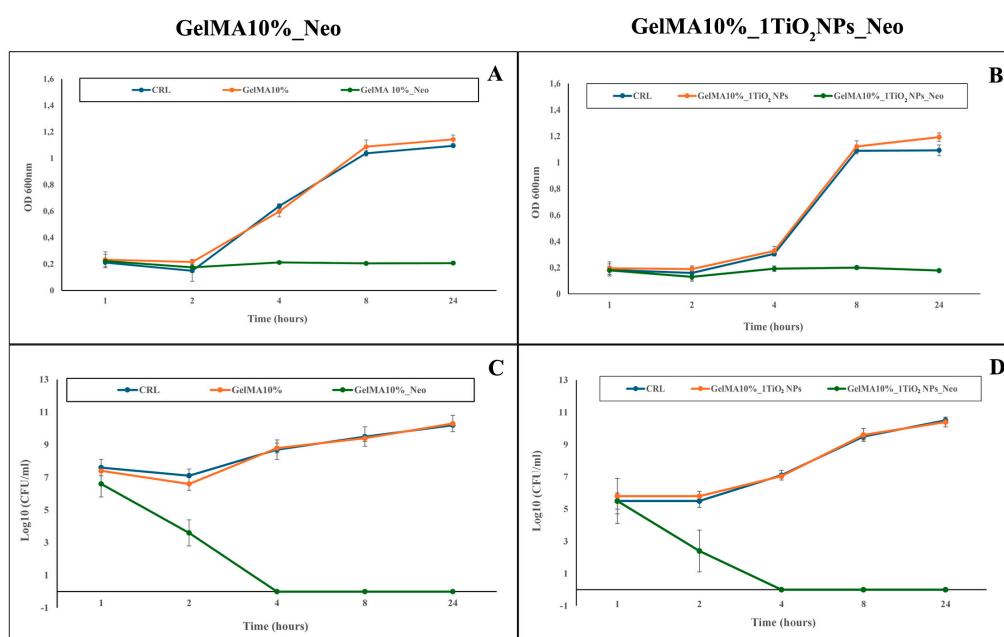 GelMA10%_Neo
GelMA10%_1TiO₂NPs_Neo
A
CRL GelMA10% GelMA 10%_Neo
1,6
1,4
1,2
1
0,8
0,6
0,4
0,2
0
OD 600nm
1 2 4 8 24
Time (hours)
B
CRL GelMA10%_1TiO₂ NPs GelMA10%_1TiO₂ NPs_Neo
1,6
1,4
1,2
1
0,8
0,6
0,4
0,2
0
OD 600nm
1 2 4 8 24
Time (hours)
C
CRL GelMA10% GelMA10%_Neo
13
11
9
7
5
3
1
-1
Log10 (CFU/ml)
1 2 4 8 24
Time (hours)
D
CRL GelMA10%_1TiO₂ NPs GelMA10%_1TiO₂ NPs_Neo
13
11
9
7
5
3
1
-1
Log10 (CFU/ml)
1 2 4 8 24
Time (hours)